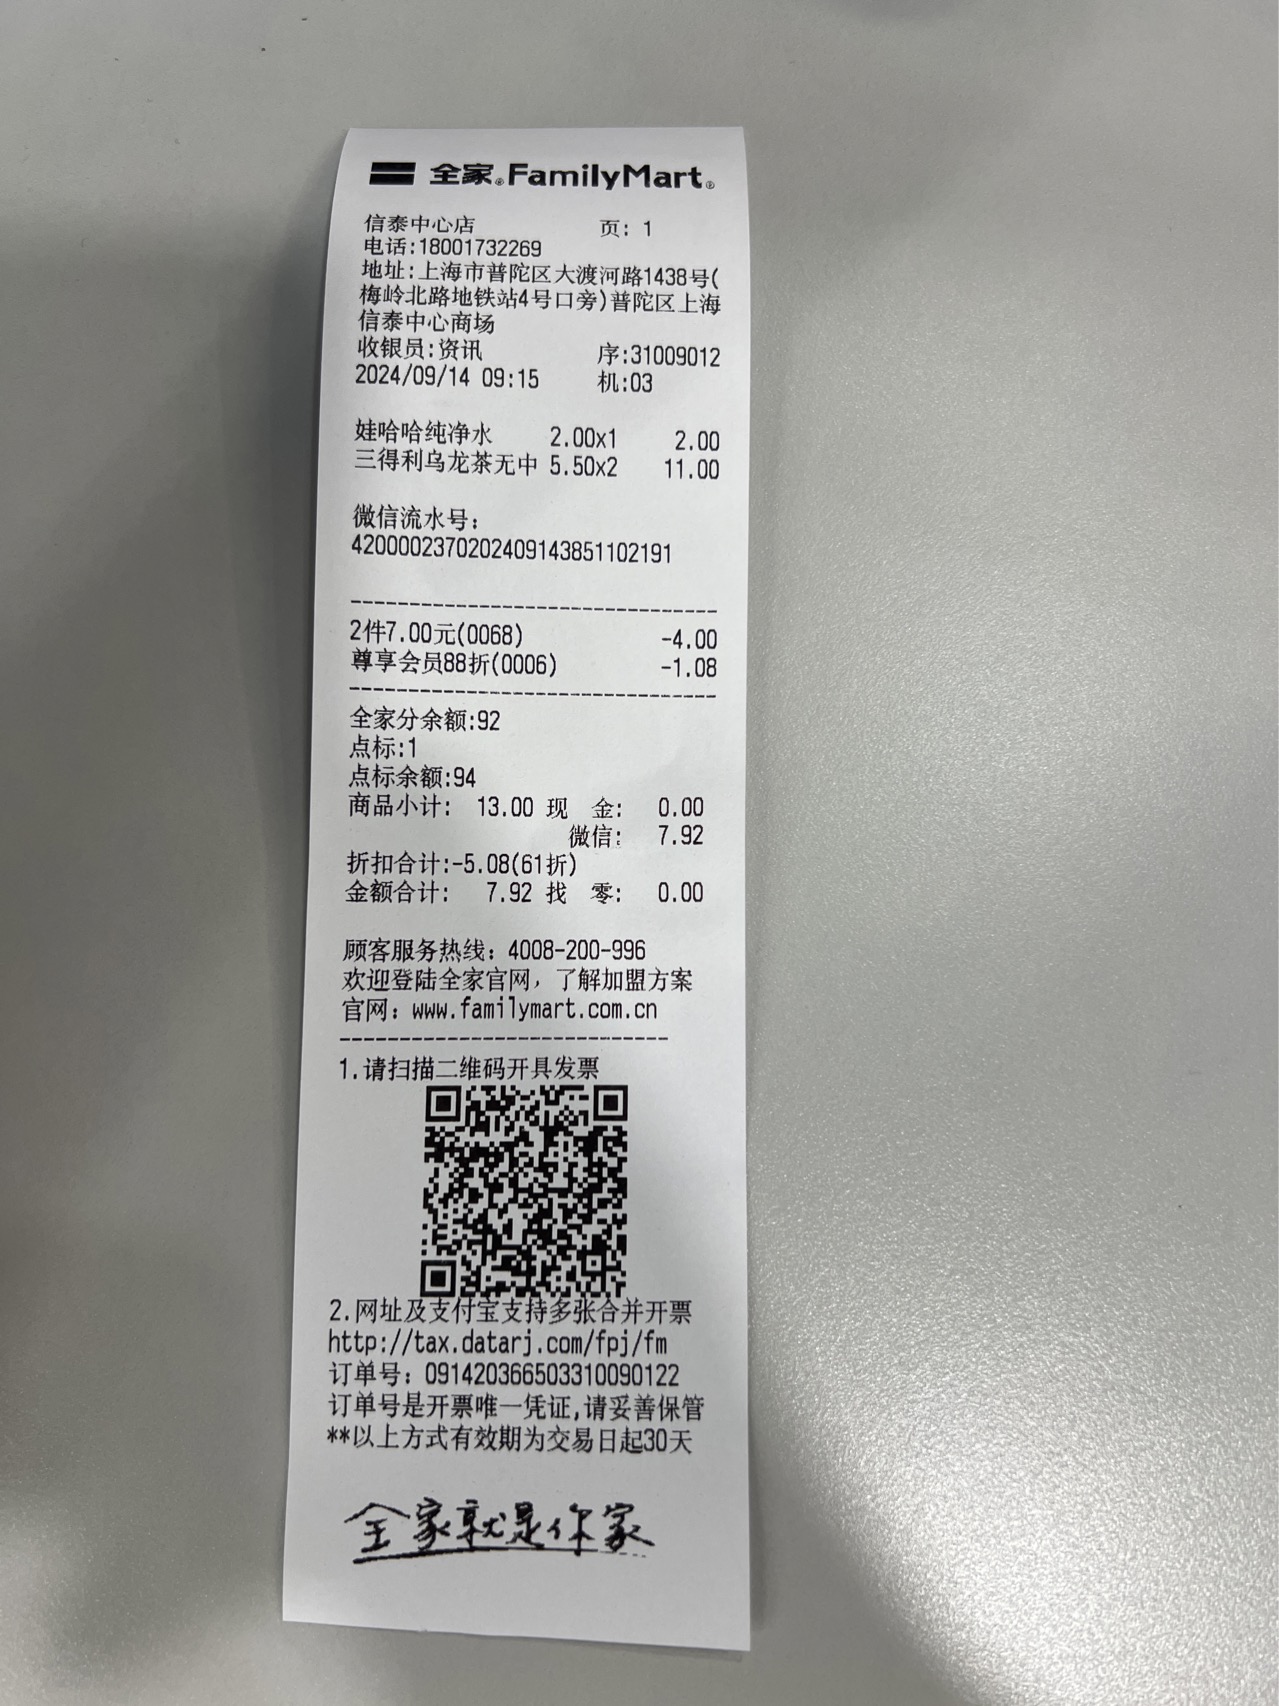 全家®FamilyMart®
信泰中心店 页: 1
电话:18001732269
地址:上海市普陀区大渡河路1438号(
梅岭北路地铁站4号口旁)普陀区上海
信泰中心商场
收银员:资讯 序:31009012
2024/09/14 09:15 机:03
娃哈哈纯净水 2.00x1 2.00
三得利乌龙茶无中 5.50x2 11.00
微信流水号:
4200002370202409143851102191
--------------------------------
2件7.00元(0068) -4.00
尊享会员88折(0006) -1.08
--------------------------------
全家分余额:92
点标:1
点标余额:94
商品小计: 13.00 现 金: 0.00
微信: 7.92
折扣合计:-5.08(61折)
金额合计: 7.92 找 零: 0.00
顾客服务热线: 4008-200-996
欢迎登陆全家官网，了解加盟方案
官网: www.familymart.com.cn
----------------------------
1.请扫描二维码开具发票
2.网址及支付宝支持多张合并开票
http://tax.datarj.com/fpj/fm
订单号: 091420366503310090122
订单号是开票唯一凭证,请妥善保管
**以上方式有效期为交易日起30天
全家就是你家